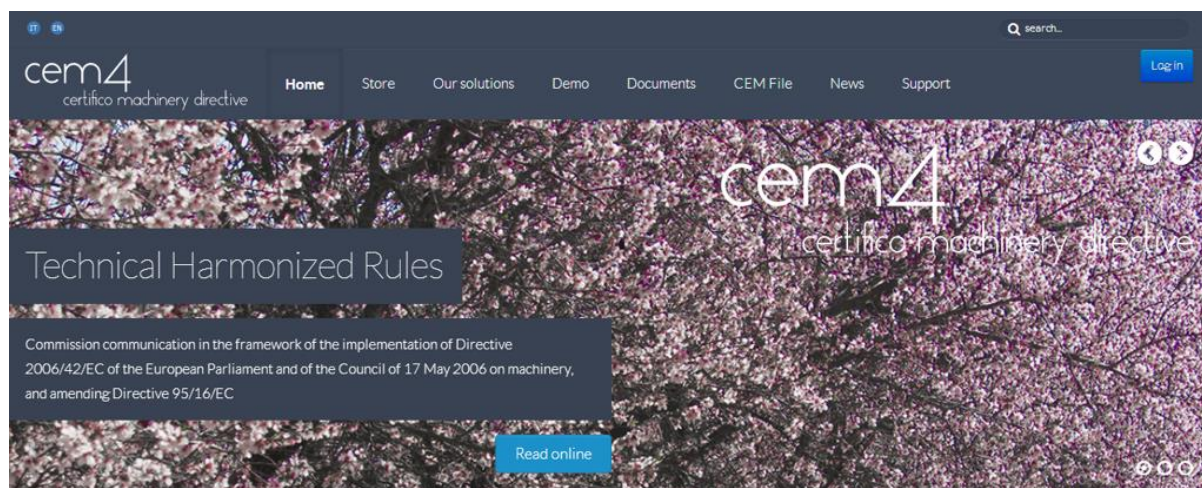 IT EN
search...
cem4
certifico machinery directive
Home Store Our solutions Demo Documents CEM File News Support
Log in
cem4
certifico machinery directive
Technical Harmonized Rules
Commission communication in the framework of the implementation of Directive
2006/42/EC of the European Parliament and of the Council of 17 May 2006 on machinery,
and amending Directive 95/16/EC
Read online